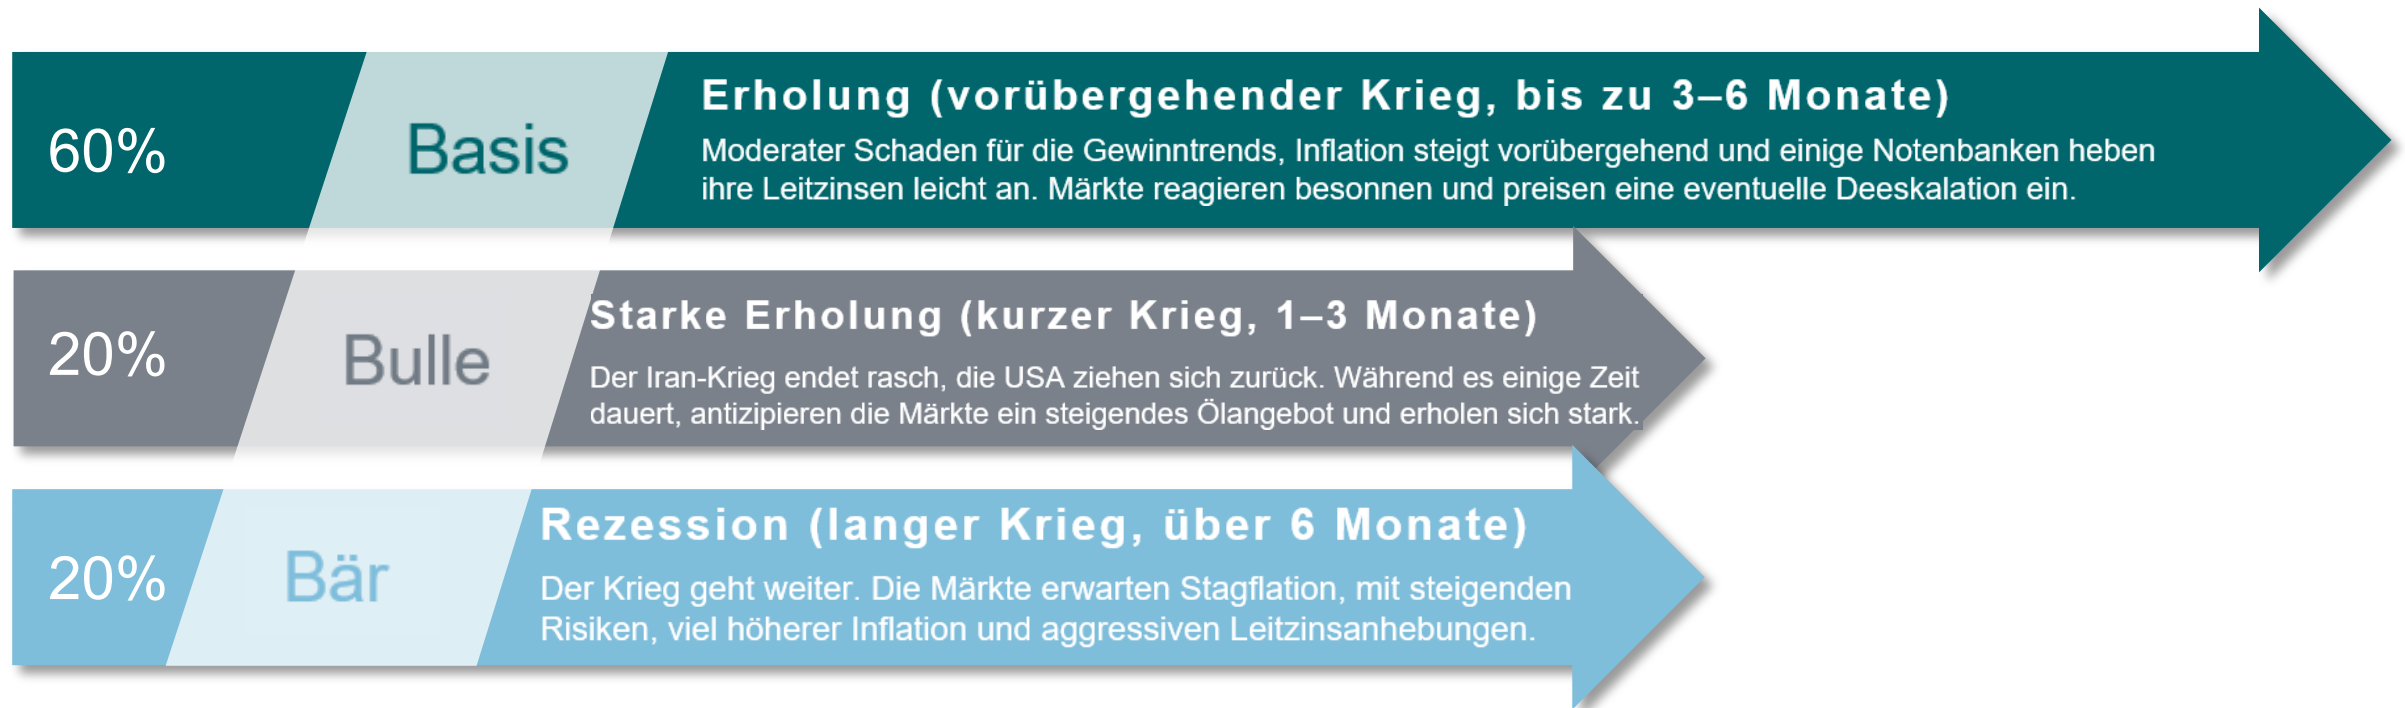 60%
Basis
Erholung (vorübergehender Krieg, bis zu 3–6 Monate)
Moderater Schaden für die Gewinntrends, Inflation steigt vorübergehend und einige Notenbanken heben
ihre Leitzinsen leicht an. Märkte reagieren besonnen und preisen eine eventuelle Deeskalation ein.
20%
Bulle
Starke Erholung (kurzer Krieg, 1–3 Monate)
Der Iran-Krieg endet rasch, die USA ziehen sich zurück. Während es einige Zeit
dauert, antizipieren die Märkte ein steigendes Ölangebot und erholen sich stark.
20%
Bär
Rezession (langer Krieg, über 6 Monate)
Der Krieg geht weiter. Die Märkte erwarten Stagflation, mit steigenden
Risiken, viel höherer Inflation und aggressiven Leitzinsanhebungen.